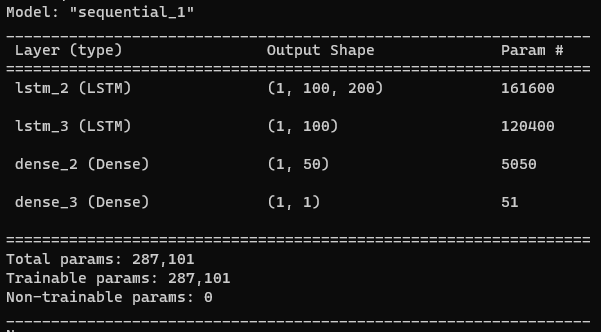 Model: "sequential_1"
_________________________________________________________________
Layer (type) Output Shape Param #
=================================================================
lstm_2 (LSTM) (1, 100, 200) 161600
lstm_3 (LSTM) (1, 100) 120400
dense_2 (Dense) (1, 50) 5050
dense_3 (Dense) (1, 1) 51
=================================================================
Total params: 287,101
Trainable params: 287,101
Non-trainable params: 0
_________________________________________________________________